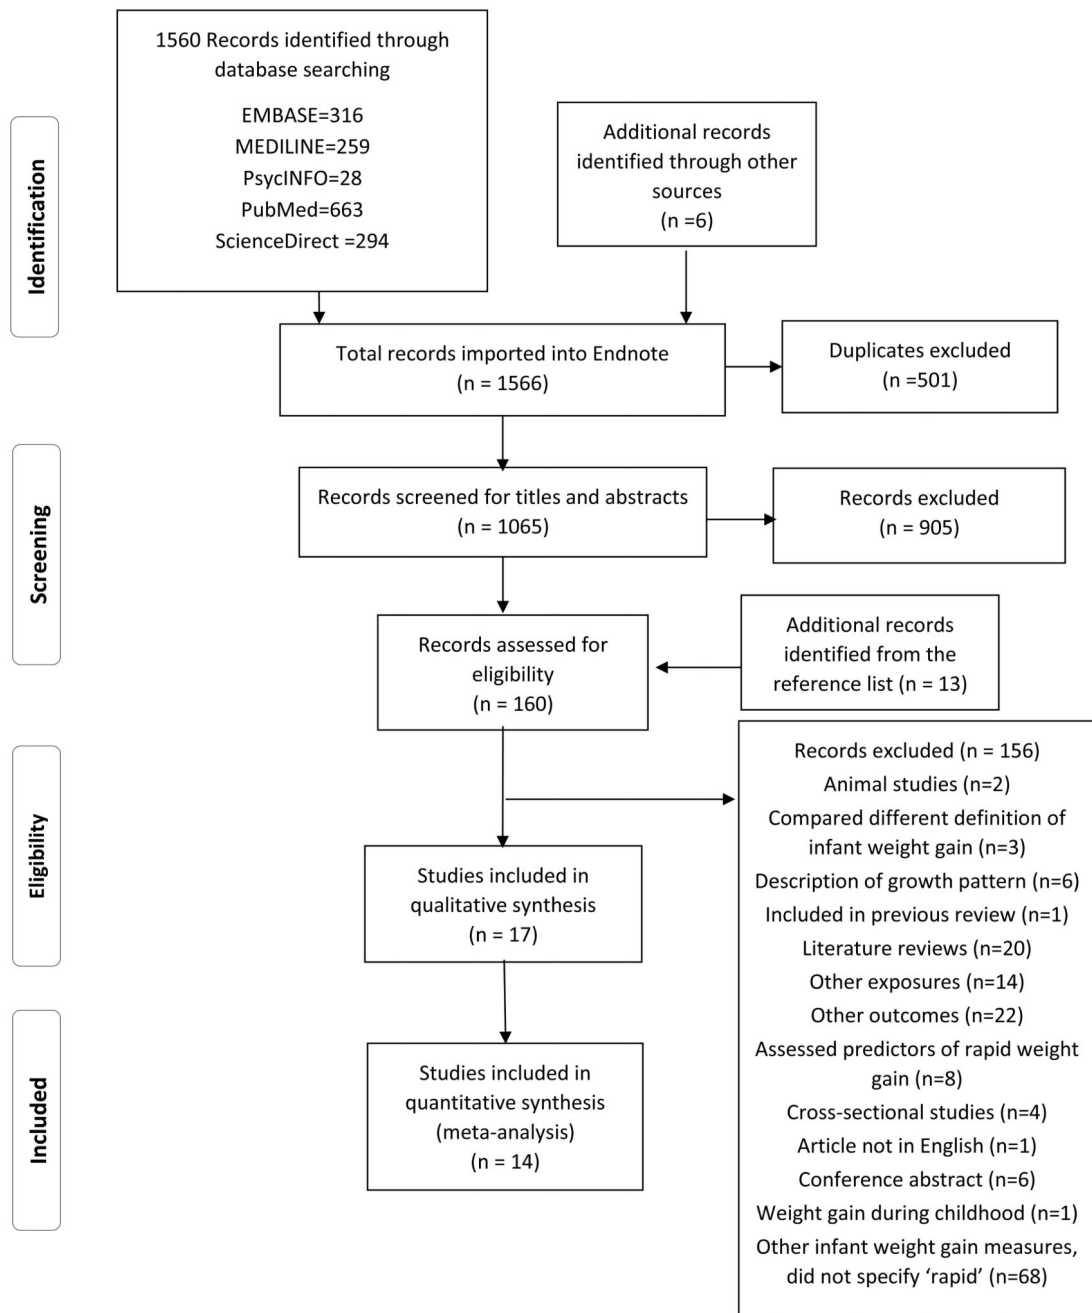 1560 Records identified through
database searching
EMBASE=316
MEDILINE=259
PsycINFO=28
PubMed=663
ScienceDirect =294
Additional records
identified through other
sources
(n =6)
Identification
Total records imported into Endnote
(n = 1566)
Duplicates excluded
(n =501)
Screening
Records screened for titles and abstracts
(n = 1065)
Records excluded
(n = 905)
Records assessed for
eligibility
(n = 160)
Additional records
identified from the
reference list (n = 13)
Eligibility
Records excluded (n = 156)
Animal studies (n=2)
Compared different definition of
infant weight gain (n=3)
Description of growth pattern (n=6)
Included in previous review (n=1)
Literature reviews (n=20)
Other exposures (n=14)
Other outcomes (n=22)
Assessed predictors of rapid weight
gain (n=8)
Cross-sectional studies (n=4)
Article not in English (n=1)
Conference abstract (n=6)
Weight gain during childhood (n=1)
Other infant weight gain measures,
did not specify ‘rapid’ (n=68)
Studies included in
qualitative synthesis
(n = 17)
Included
Studies included in
quantitative synthesis
(meta-analysis)
(n = 14)